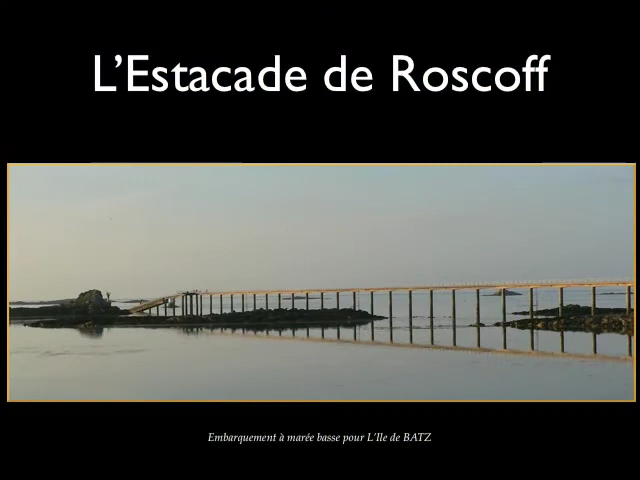 L’Estacade de Roscoff
Embarquement à marée basse pour L’Ile de BATZ